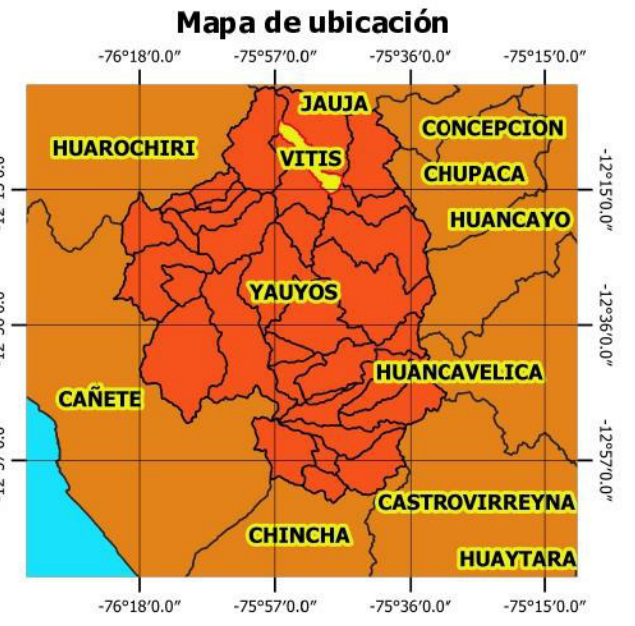 Mapa de ubicación
-76°18'0.0" -75°57'0.0" -75°36'0.0" -75°15'0.0"
JAUJA
CONCEPCION
HUAROCHIRI
VITIS
CHUPACA
-12°15'0.0"
HUANCAYO
YAUYOS
-12°36'0.0"
HUANCAVELICA
CAÑETE
-12°57'0.0"
CASTROVIRREYNA
CHINCHA
HUAYTARA
-76°18'0.0" -75°57'0.0" -75°36'0.0" -75°15'0.0"